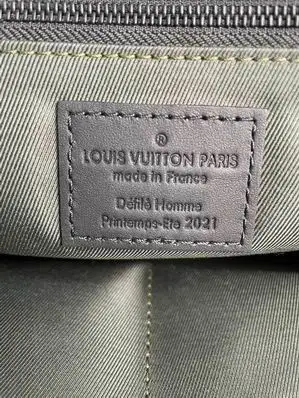 ®
LOUIS VUITTON PARIS
made in France
Défilé Homme
Printemps-Eté 2021